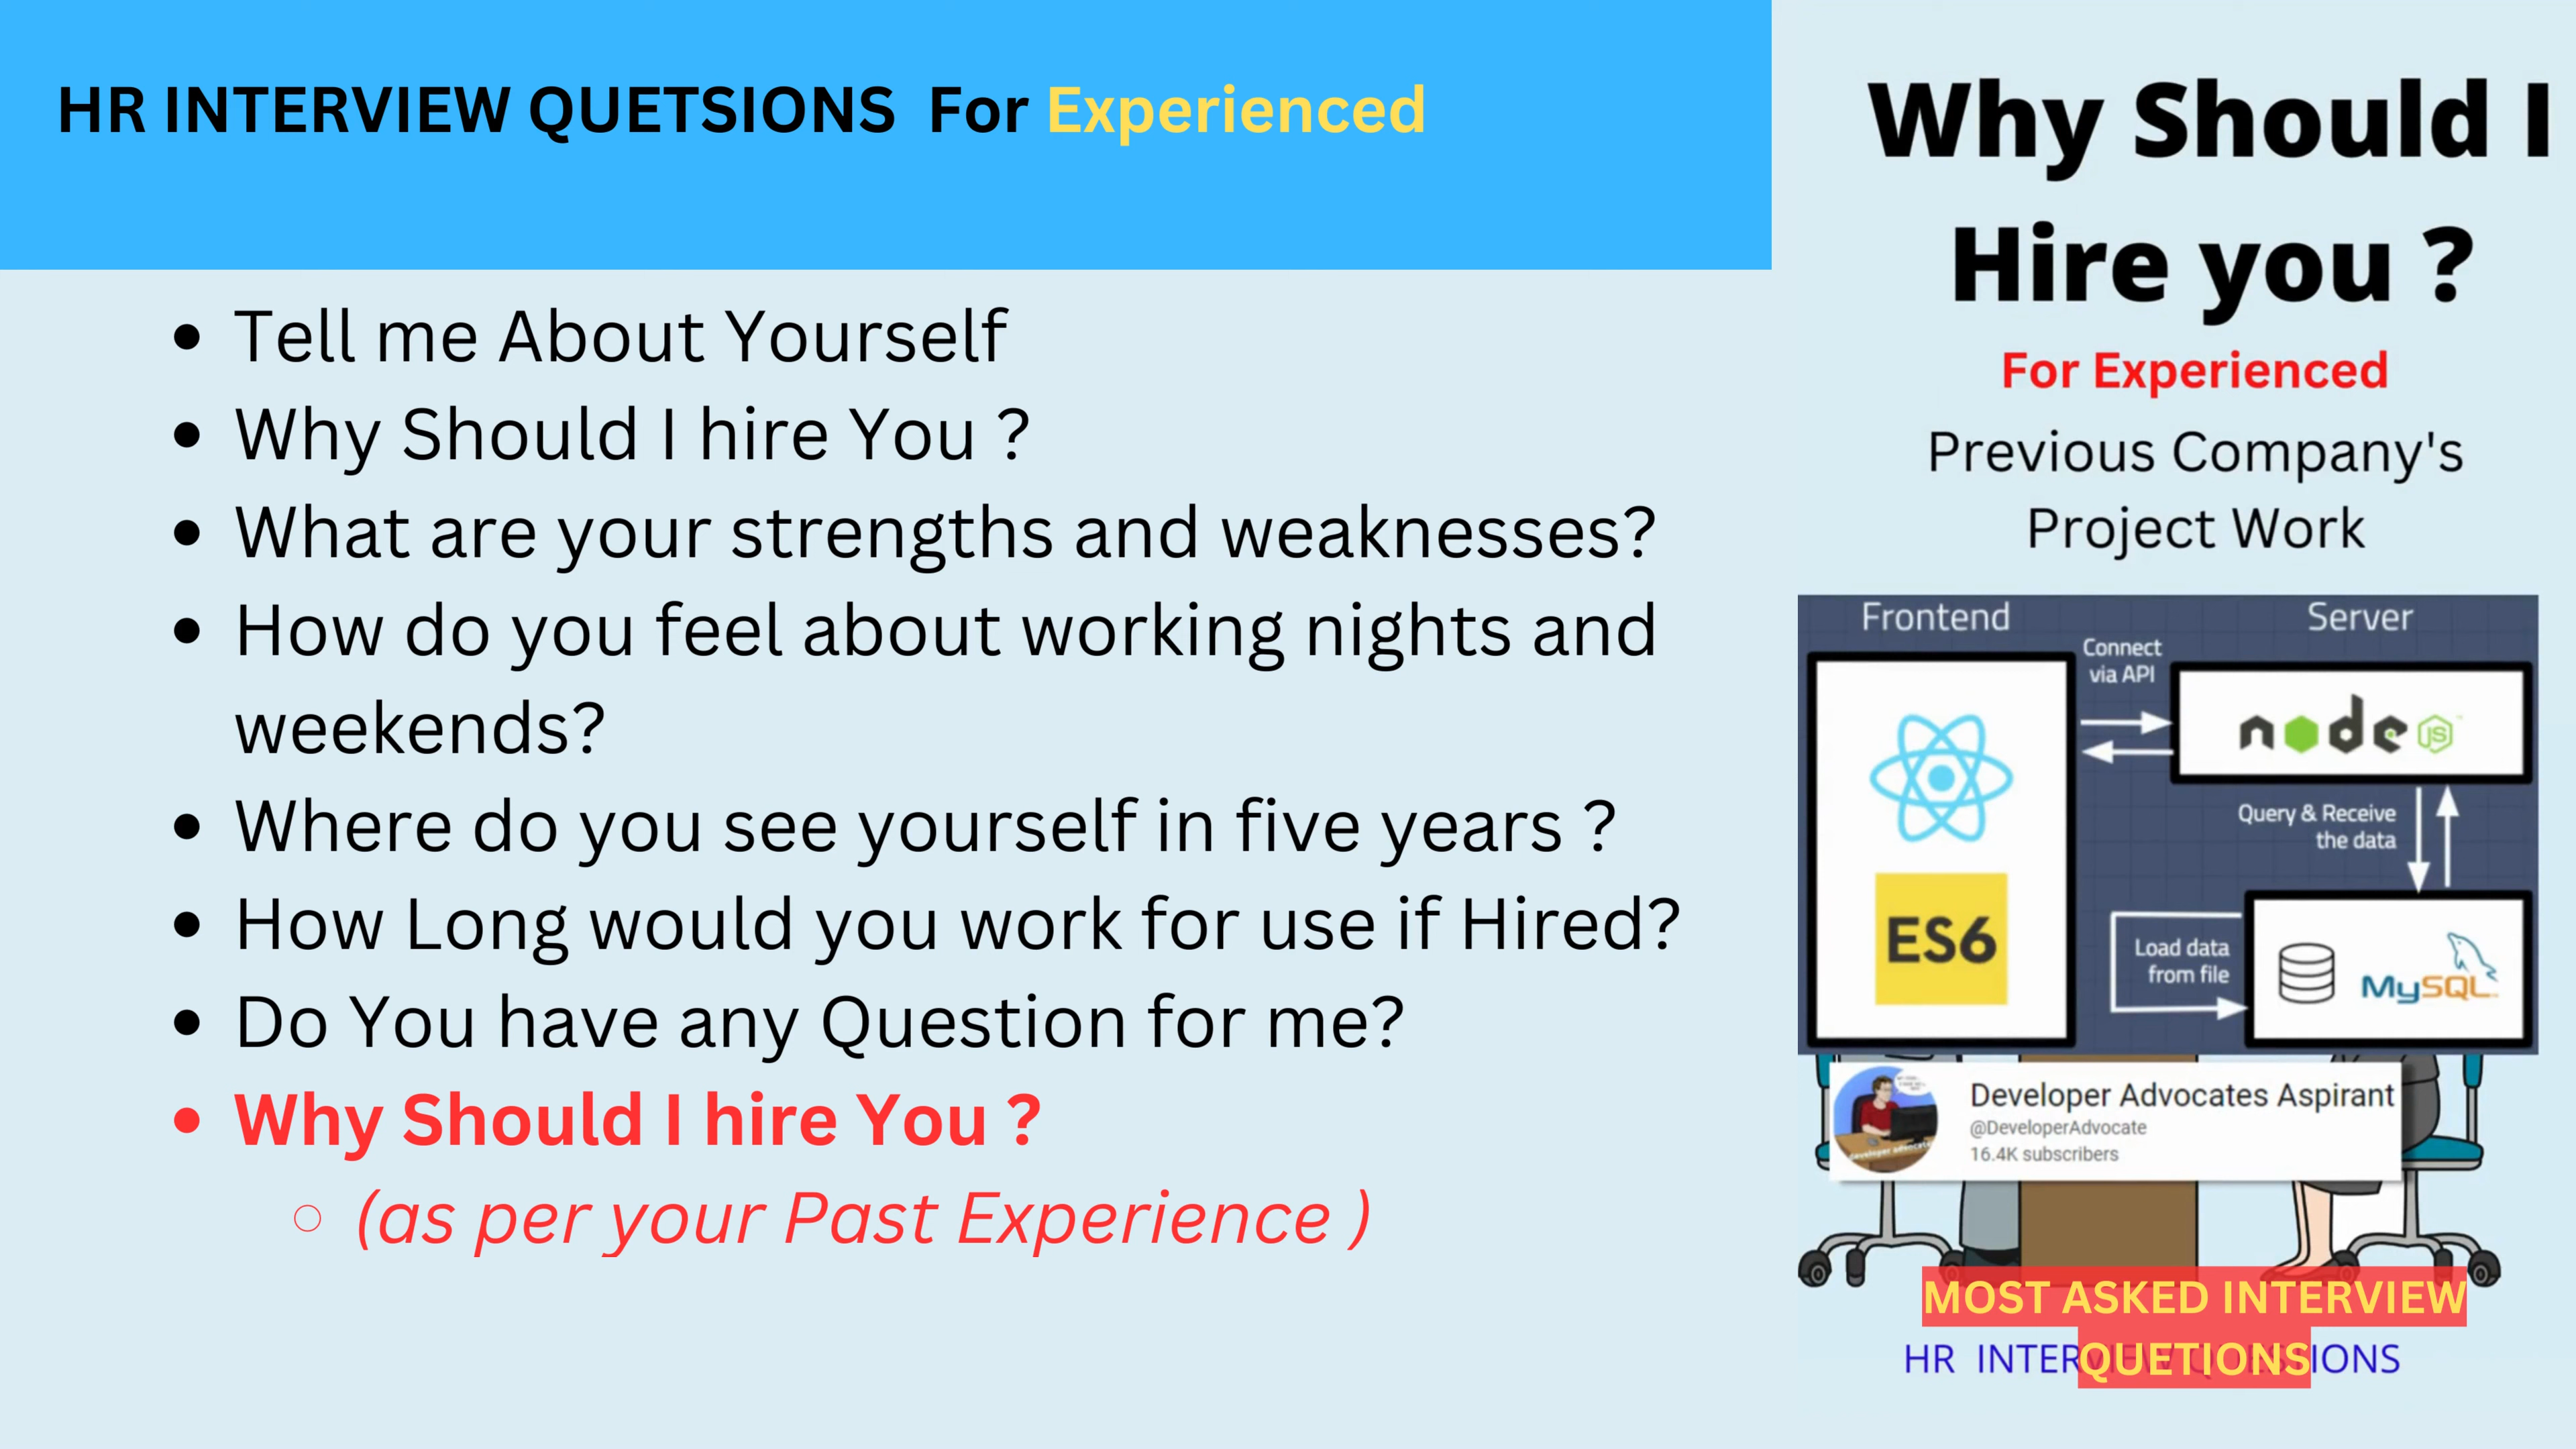 HR INTERVIEW QUETSIONS For Experienced
• Tell me About Yourself
• Why Should I hire You ?
• What are your strengths and weaknesses?
• How do you feel about working nights and
weekends?
• Where do you see yourself in five years ?
• How Long would you work for use if Hired?
• Do You have any Question for me?
• Why Should I hire You ?
○ (as per your Past Experience )
Why Should I
Hire you ?
For Experienced
Previous Company's
Project Work
Frontend
Server
Connect
via API
node JS
Query & Receive
the data
ES6
Load data
from file
MySQL
Developer Advocates Aspirant
@DeveloperAdvocate
16.4K subscribers
MOST ASKED INTERVIEW
QUETIONS
HR INTER
IONS